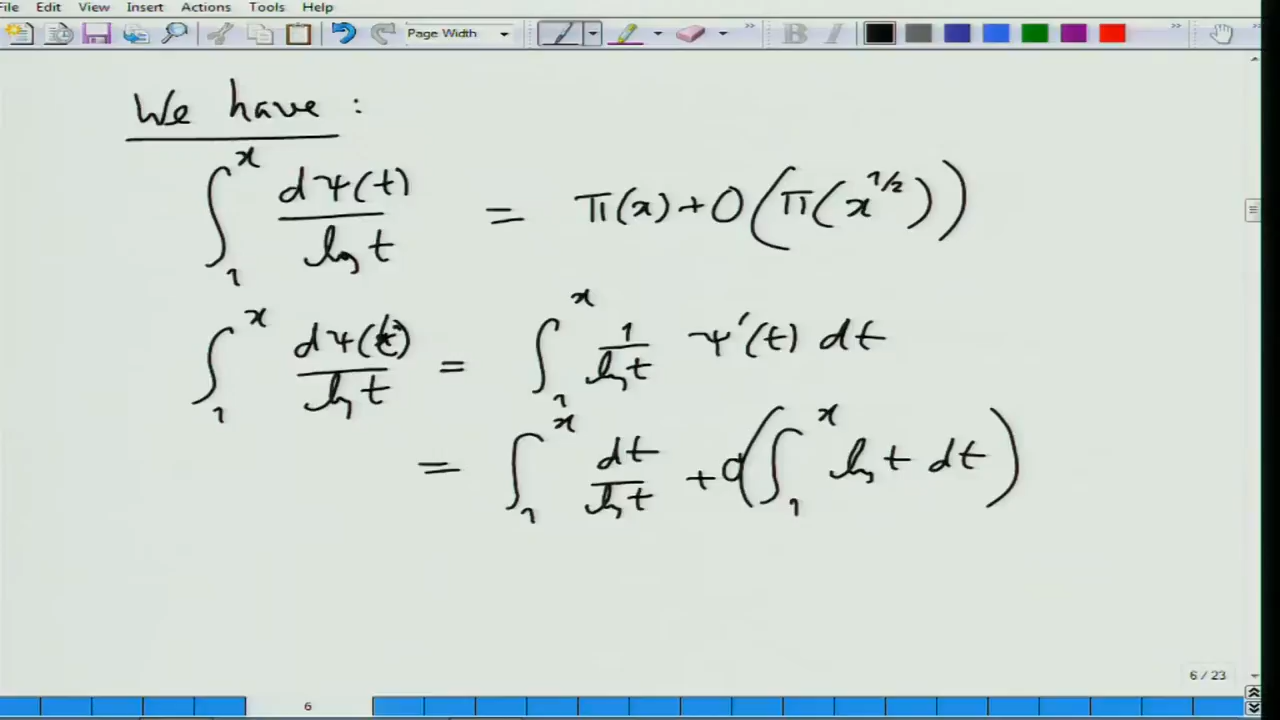 File Edit View Insert Actions Tools Help
Page Width
We have :
∫_1^x dψ(t)/log t = π(x) + O(π(x^{1/2}))
∫_1^x dψ(t)/log t = ∫_1^x 1/log t ψ'(t) dt
= ∫_1^x dt/log t + O(∫_1^x log t dt)
6 / 23
6